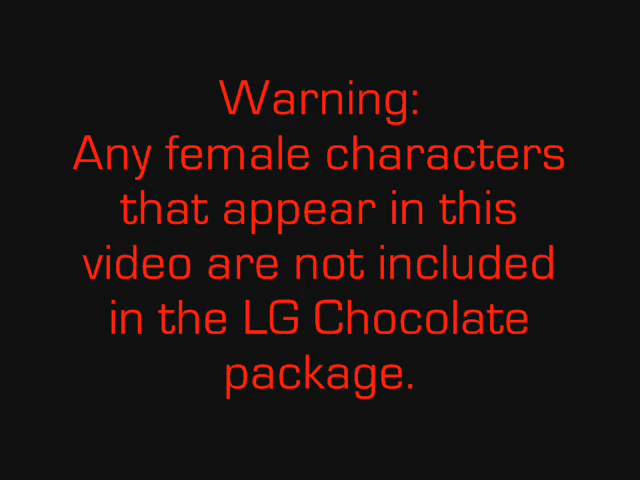 Warning:
Any female characters
that appear in this
video are not included
in the LG Chocolate
package.